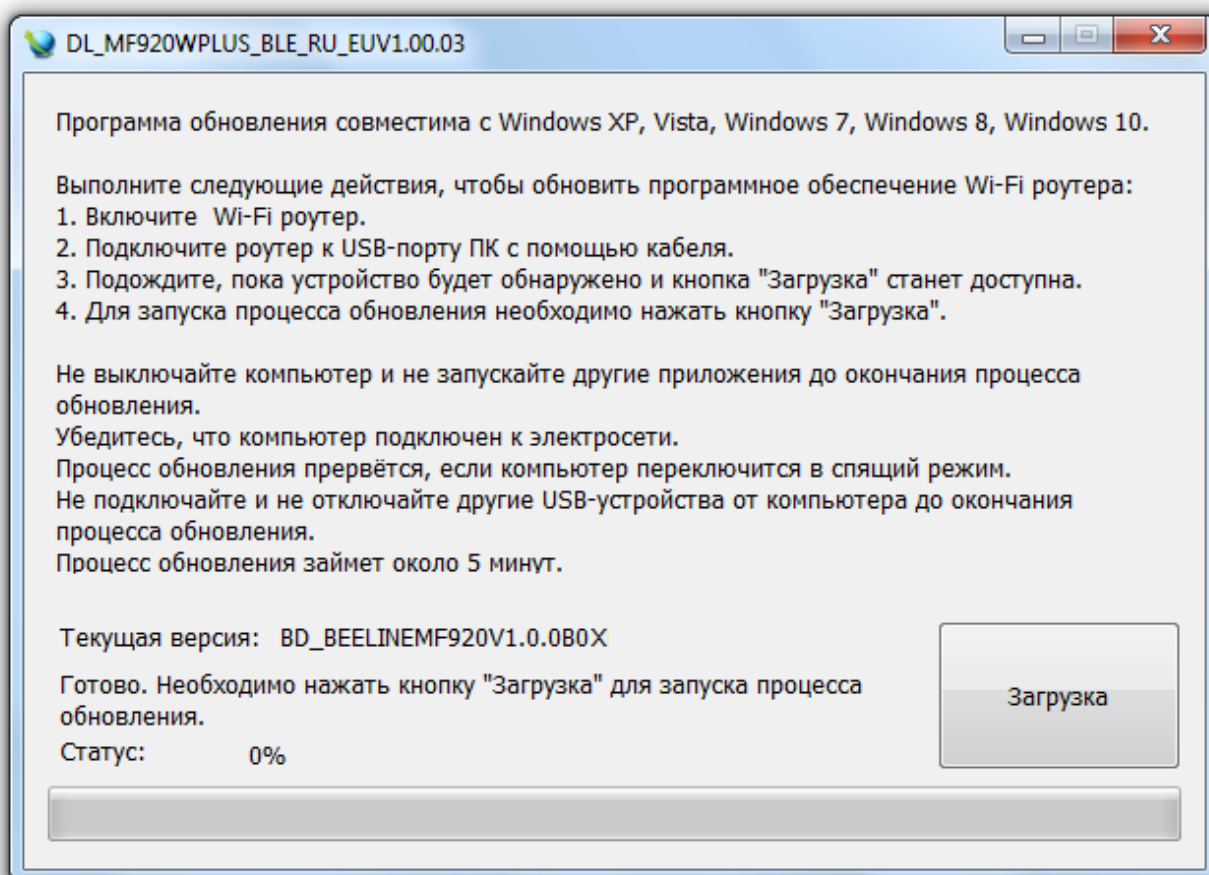 DL_MF920WPLUS_BLE_RU_EUV1.00.03
Программа обновления совместима с Windows XP, Vista, Windows 7, Windows 8, Windows 10.
Выполните следующие действия, чтобы обновить программное обеспечение Wi-Fi роутера:
1. Включите  Wi-Fi роутер.
2. Подключите роутер к USB-порту ПК с помощью кабеля.
3. Подождите, пока устройство будет обнаружено и кнопка "Загрузка" станет доступна.
4. Для запуска процесса обновления необходимо нажать кнопку "Загрузка".
Не выключайте компьютер и не запускайте другие приложения до окончания процесса
обновления.
Убедитесь, что компьютер подключен к электросети.
Процесс обновления прервётся, если компьютер переключится в спящий режим.
Не подключайте и не отключайте другие USB-устройства от компьютера до окончания
процесса обновления.
Процесс обновления займет около 5 минут.
Текущая версия: BD_BEELINEMF920V1.0.0B0X
Готово. Необходимо нажать кнопку "Загрузка" для запуска процесса
обновления.
Загрузка
Статус: 0%